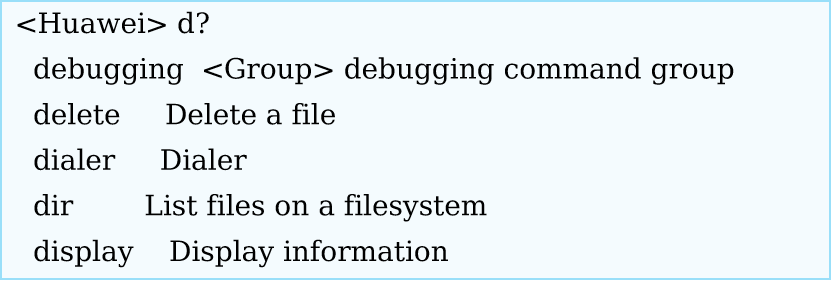 <Huawei> d?
debugging <Group> debugging command group
delete Delete a file
dialer Dialer
dir List files on a filesystem
display Display information